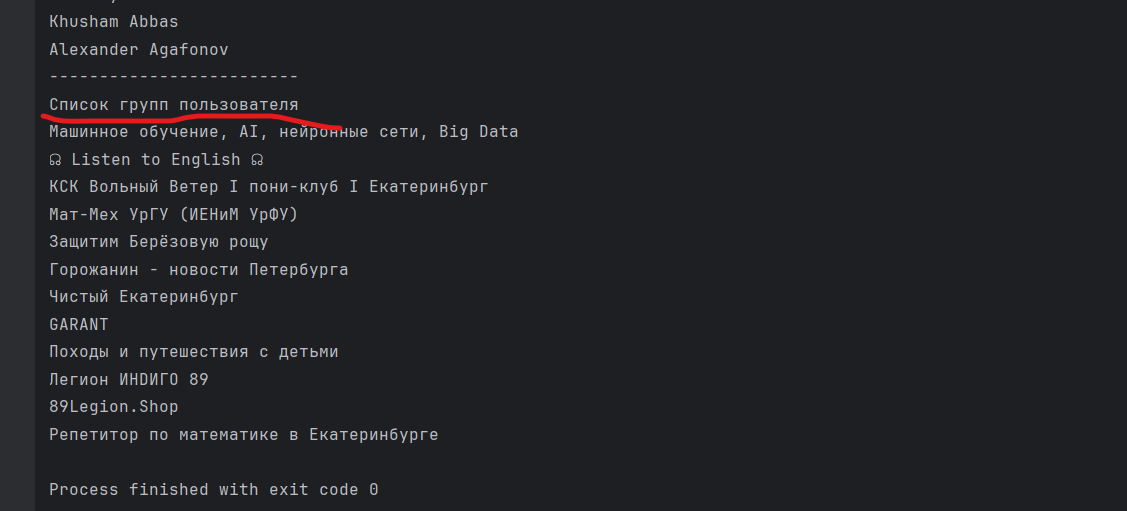 Khusham Abbas
Alexander Agafonov
-------------------------
Список групп пользователя
Машинное обучение, AI, нейронные сети, Big Data
🎧 Listen to English 🎧
КСК Вольный Ветер I пони-клуб I Екатеринбург
Мат-Мех УрГУ (ИЕНиМ УрФУ)
Защитим Берёзовую рощу
Горожанин - новости Петербурга
Чистый Екатеринбург
GARANT
Походы и путешествия с детьми
Легион ИНDИГО 89
89Legion.Shop
Репетитор по математике в Екатеринбурге
Process finished with exit code 0